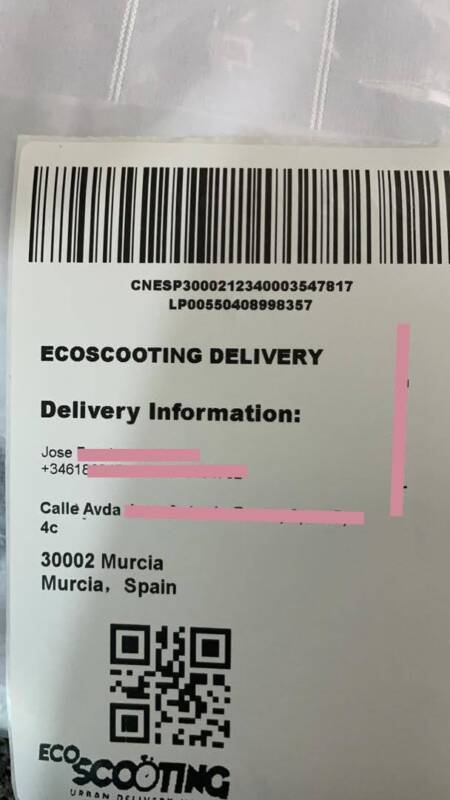 CNESP3000212340003547817
LP00550408998357
ECOSCOOTING DELIVERY
Delivery Information:
Jose
+34618
Calle Avda
4c
30002 Murcia
Murcia, Spain
ECO
SCOOTING
URBAN DELIVERY